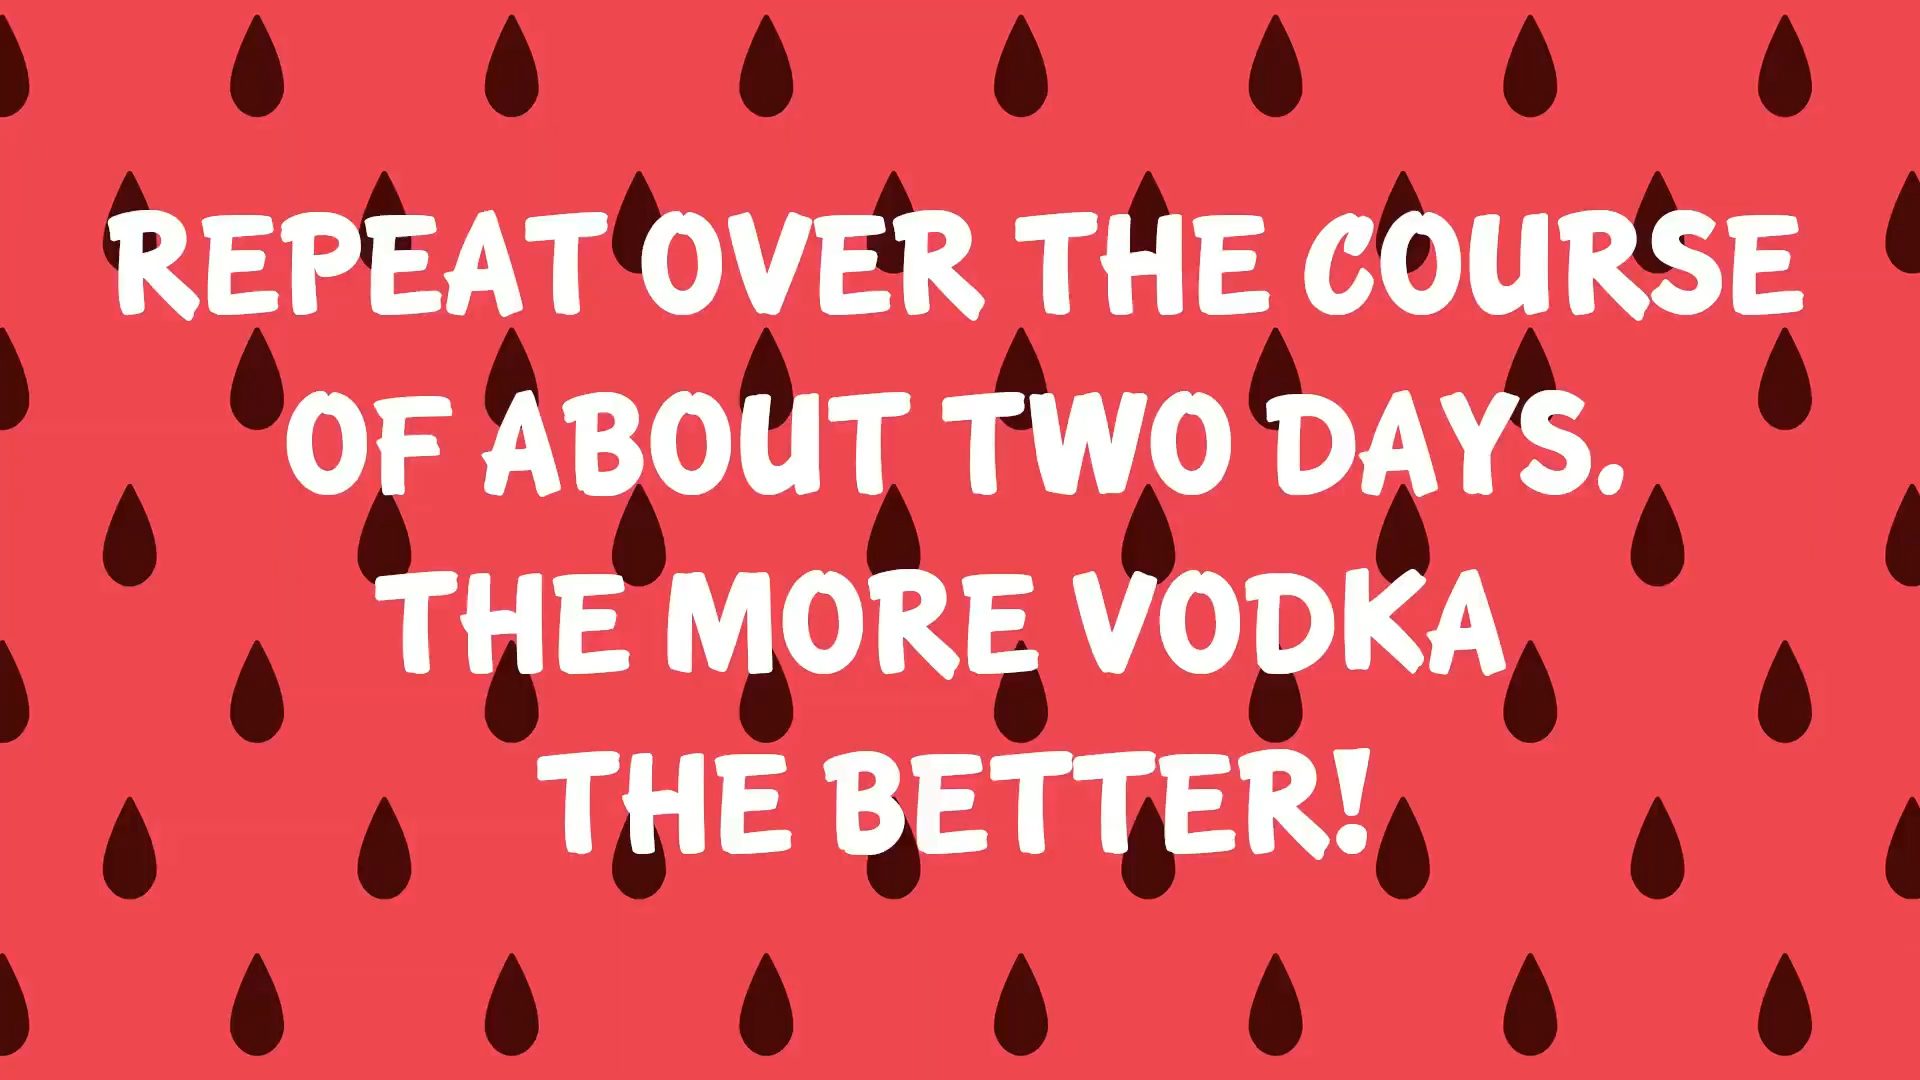 REPEAT OVER THE COURSE
OF ABOUT TWO DAYS.
THE MORE VODKA
THE BETTER!